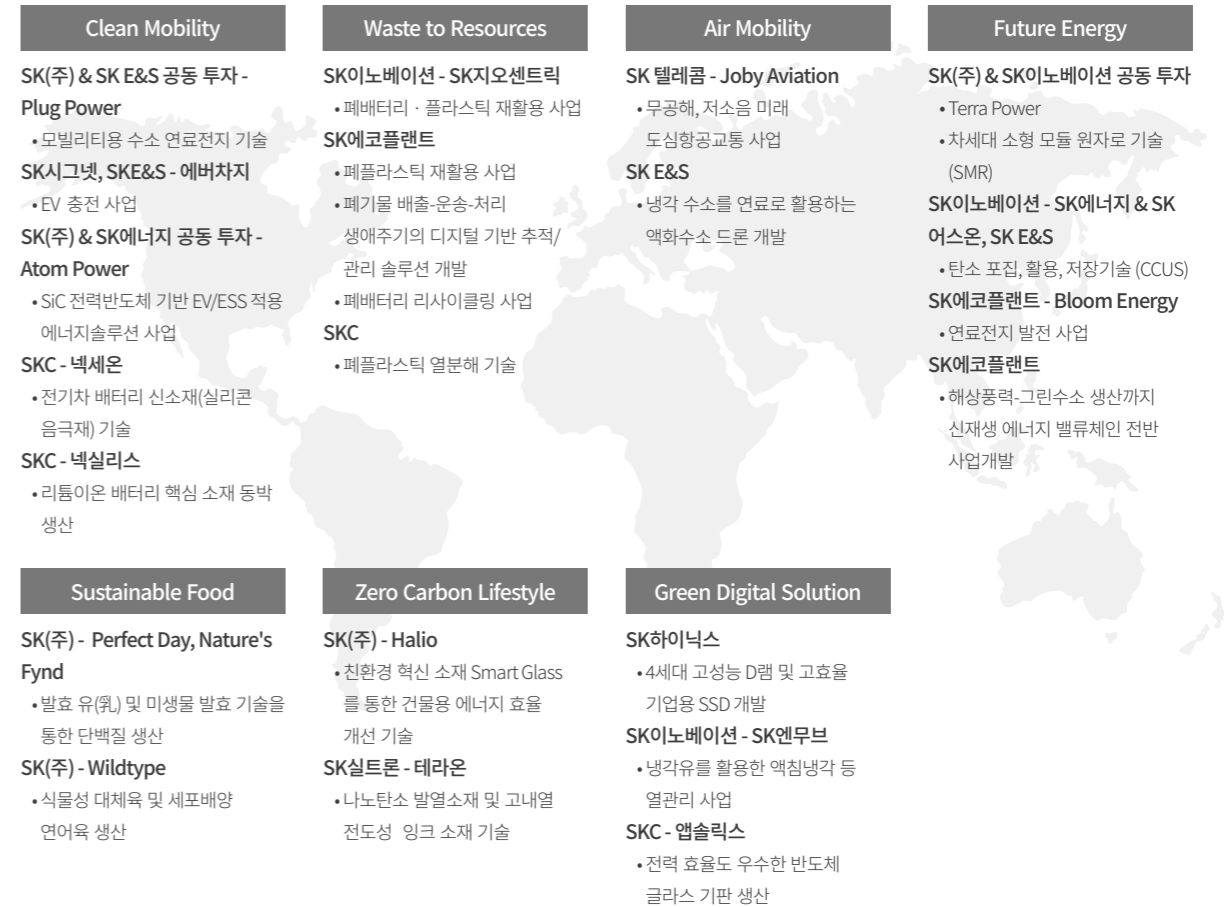 Clean Mobility
SK(주) & SK E&S 공동 투자 -
Plug Power
• 모빌리티용 수소 연료전지 기술
SK시그넷, SKE&S - 에버차지
• EV 충전 사업
SK(주) & SK에너지 공동 투자 -
Atom Power
• SiC 전력반도체 기반 EV/ESS 적용
에너지솔루션 사업
SKC - 넥세온
• 전기차 배터리 신소재(실리콘
음극재) 기술
SKC - 넥실리스
• 리튬이온 배터리 핵심 소재 동박
생산
Waste to Resources
SK이노베이션 - SK지오센트릭
• 폐배터리 · 플라스틱 재활용 사업
SK에코플랜트
• 폐플라스틱 재활용 사업
• 폐기물 배출-운송-처리
생애주기의 디지털 기반 추적/
관리 솔루션 개발
• 폐배터리 리사이클링 사업
SKC
• 폐플라스틱 열분해 기술
Air Mobility
SK 텔레콤 - Joby Aviation
• 무공해, 저소음 미래
도심항공교통 사업
SK E&S
• 냉각 수소를 연료로 활용하는
액화수소 드론 개발
Future Energy
SK(주) & SK이노베이션 공동 투자
• Terra Power
• 차세대 소형 모듈 원자로 기술
(SMR)
SK이노베이션 - SK에너지 & SK
어스온, SK E&S
• 탄소 포집, 활용, 저장기술 (CCUS)
SK에코플랜트 - Bloom Energy
• 연료전지 발전 사업
SK에코플랜트
• 해상풍력-그린수소 생산까지
신재생 에너지 밸류체인 전반
사업개발
Sustainable Food
SK(주) - Perfect Day, Nature's
Fynd
• 발효 유(乳) 및 미생물 발효 기술을
통한 단백질 생산
SK(주) - Wildtype
• 식물성 대체육 및 세포배양
연어육 생산
Zero Carbon Lifestyle
SK(주) - Halio
• 친환경 혁신 소재 Smart Glass
를 통한 건물용 에너지 효율
개선 기술
SK실트론 - 테라온
• 나노탄소 발열소재 및 고내열
전도성 잉크 소재 기술
Green Digital Solution
SK하이닉스
• 4세대 고성능 D램 및 고효율
기업용 SSD 개발
SK이노베이션 - SK엔무브
• 냉각유를 활용한 액침냉각 등
열관리 사업
SKC - 앱솔릭스
• 전력 효율도 우수한 반도체
글라스 기판 생산